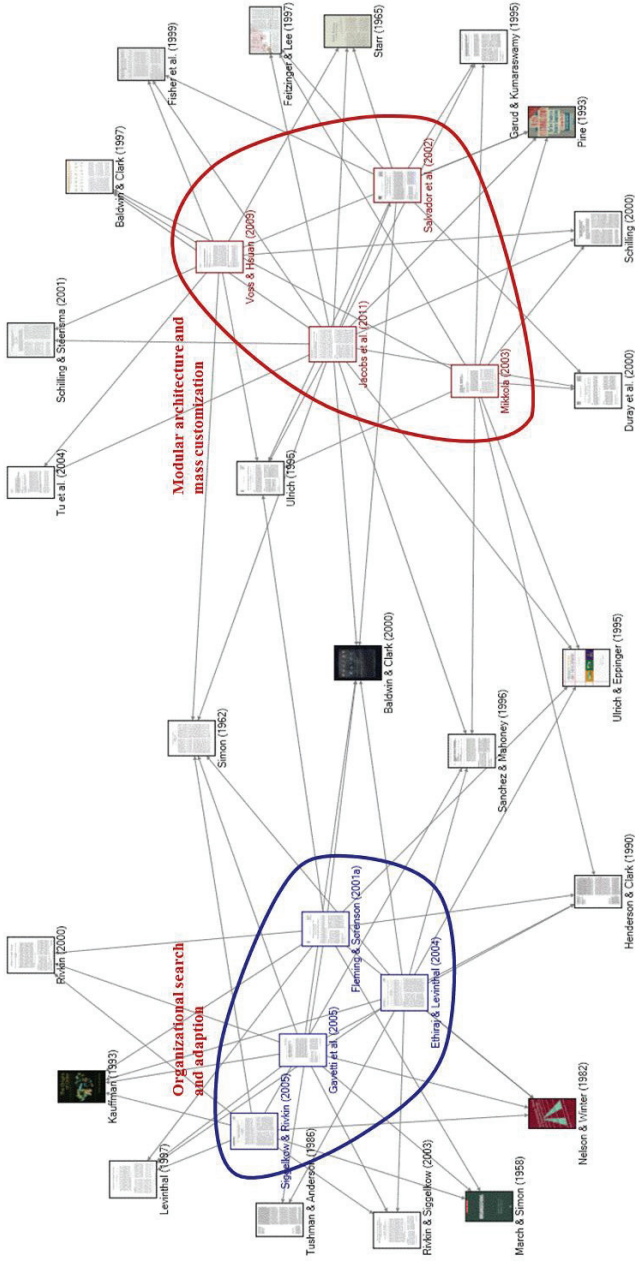 Rivkin (2000)
Tu et al. (2004)
Schilling & Steensma (2001)
Kauffman (1993)
Baldwin & Clark (1997)
Levinthal (1997)
Fisher et al. (1999)
Organizational search
and adaption
Modular architecture and
mass customization
Simon (1962)
Voss & Hsuan (2009)
Siggelkow & Rivkin (2005)
Ulrich (1995)
Feitzinger & Lee (1997)
Tushman & Anderson (1986)
Gavetti et al. (2005)
Fleming & Sorenson (2001a)
Jacobs et al. (2011)
Starr (1965)
Baldwin & Clark (2000)
Rivkin & Siggelkow (2003)
Salvador et al. (2002)
Ethiraj & Levinthal (2004)
Mikkola (2003)
Sanchez & Mahoney (1996)
March & Simon (1958)
Garud & Kumaraswamy (1995)
Nelson & Winter (1982)
Pine (1993)
Duray et al. (2000)
Schilling (2000)
Ulrich & Eppinger (1995)
Henderson & Clark (1990)